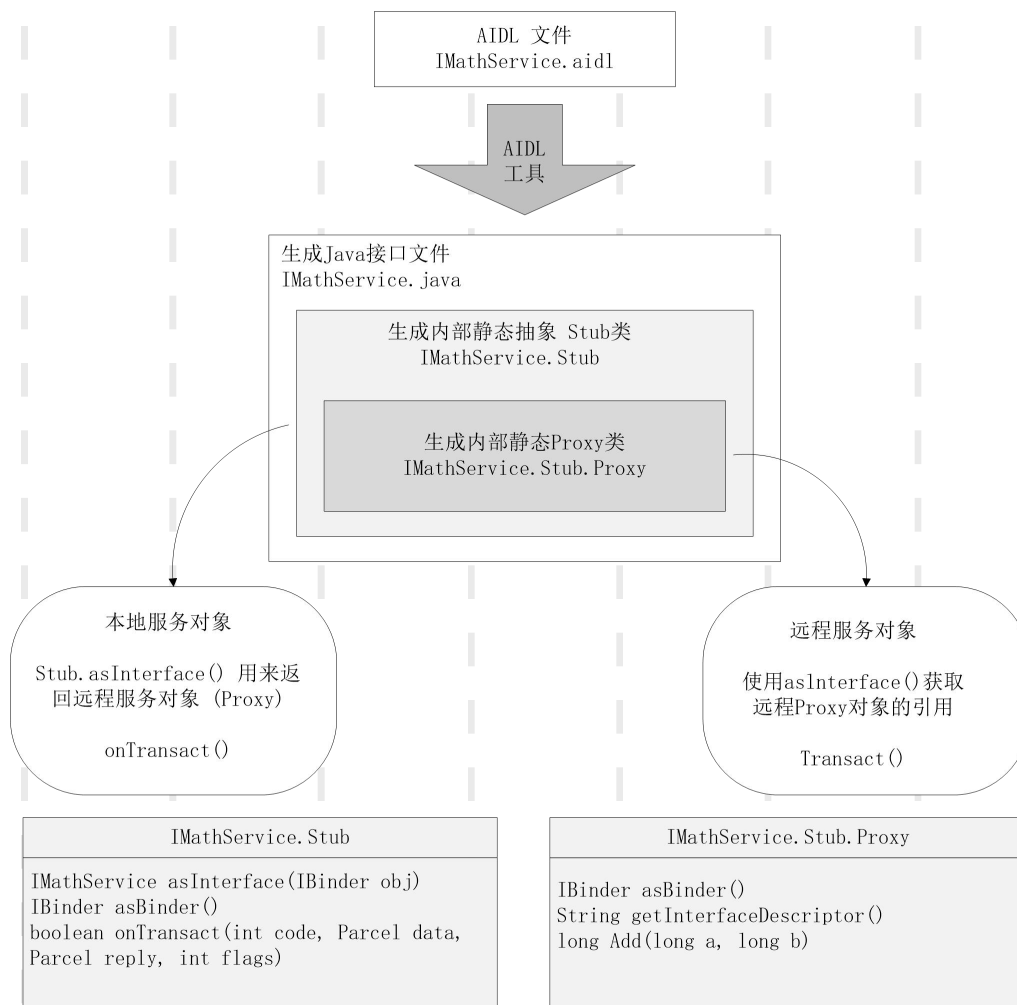 AIDL 文件
IMathService.aidl
AIDL
工具
生成Java接口文件
IMathService.java
生成内部静态抽象 Stub类
IMathService.Stub
生成内部静态Proxy类
IMathService.Stub.Proxy
本地服务对象
Stub.asInterface() 用来返
回远程服务对象 (Proxy)
onTransact()
远程服务对象
使用aslnterface()获取
远程Proxy对象的引用
Transact()
IMathService.Stub
IMathService asInterface(IBinder obj)
IBinder asBinder()
boolean onTransact(int code, Parcel data,
Parcel reply, int flags)
IMathService.Stub.Proxy
IBinder asBinder()
String getInterfaceDescriptor()
long Add(long a, long b)